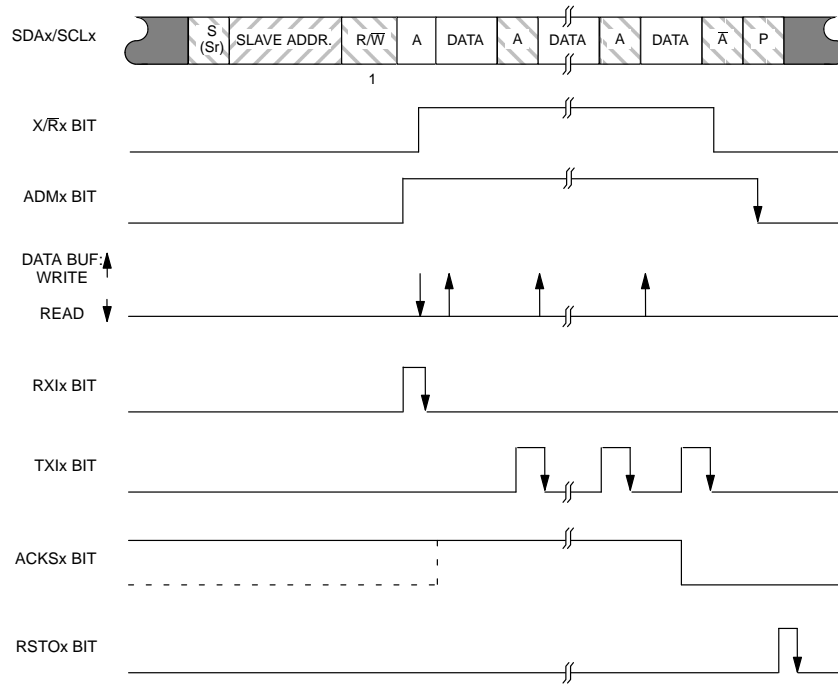 SDAx/SCLx
S
(Sr)
SLAVE ADDR.
R/W̅
A
DATA
A
DATA
A
DATA
A̅
P
1
X/R̅x BIT
ADMx BIT
DATA BUF:
WRITE
READ
RXIx BIT
TXIx BIT
ACKSx BIT
RSTOx BIT